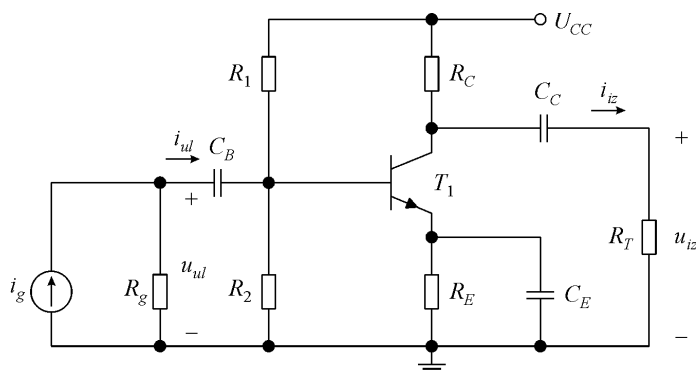 U_CC
R_1
R_C
C_C
i_iz
i_ul
C_B
T_1
+
+
i_g
R_g
u_ul
R_2
R_E
C_E
R_T
u_iz
−
−